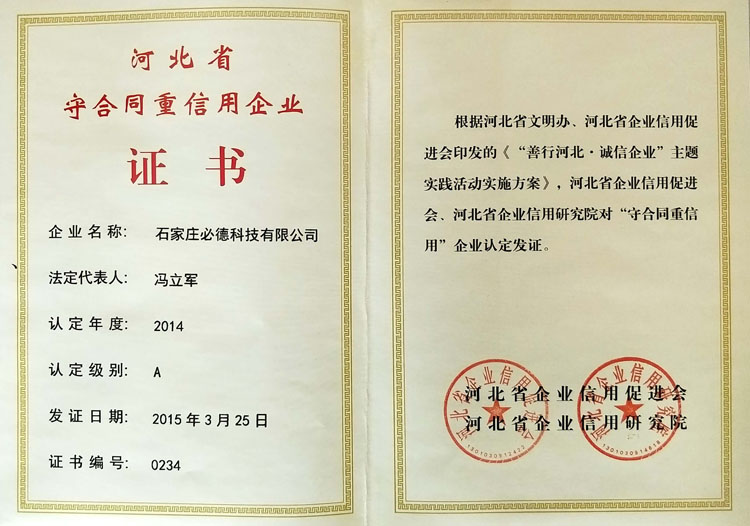 河北省
守合同重信用企业
证书
企业名称: 石家庄必德科技有限公司
法定代表人: 冯立军
认定年度: 2014
认定级别: A
发证日期: 2015年3月25日
证书编号: 0234
根据河北省文明办、河北省企业信用促
进会印发的《“善行河北·诚信企业”主题
实践活动实施方案》，河北省企业信用促进
会、河北省企业信用研究院对“守合同重信
用”企业认定发证。
河北省企业信用促进会
河北省企业信用研究院